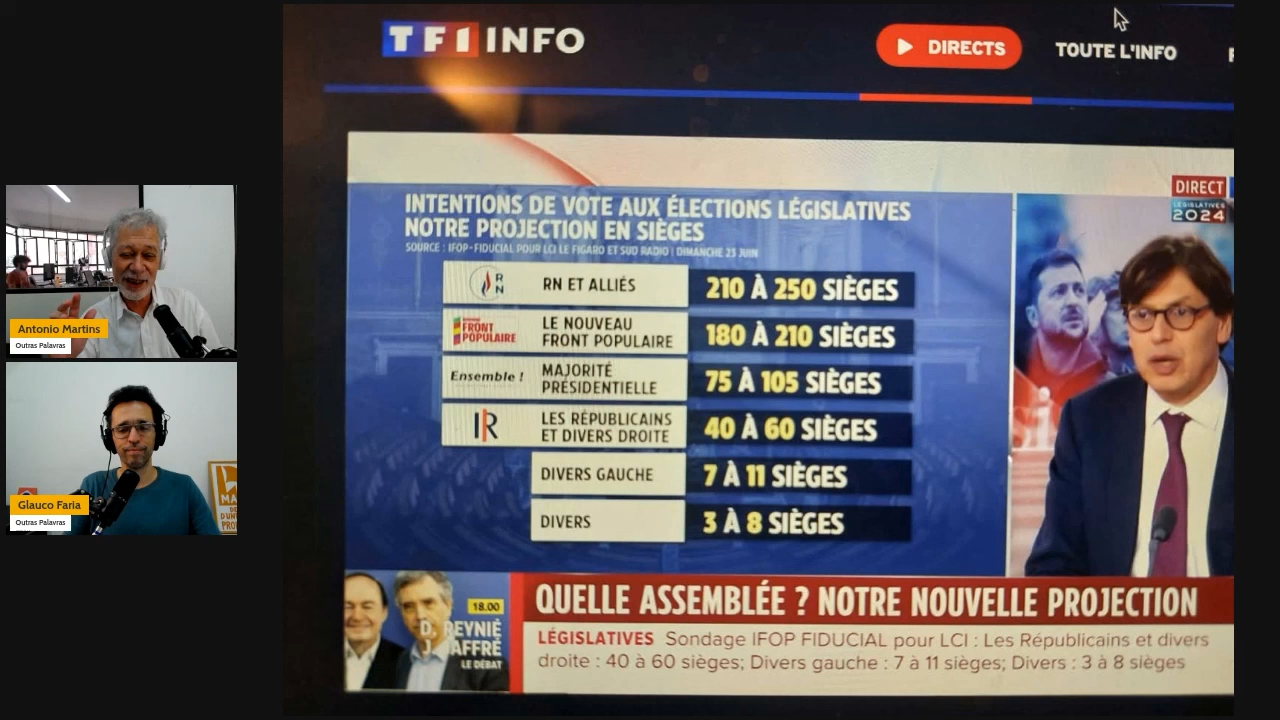 TF1 INFO
DIRECTS
TOUTE L'INFO
DIRECT
LÉGISLATIVES
2024
INTENTIONS DE VOTE AUX ÉLECTIONS LÉGISLATIVES
NOTRE PROJECTION EN SIÈGES
SOURCE : IFOP-FIDUCIAL POUR LCI LE FIGARO ET SUD RADIO | DIMANCHE 23 JUIN
RN RN ET ALLIÉS 210 À 250 SIÈGES
FRONT POPULAIRE LE NOUVEAU FRONT POPULAIRE 180 À 210 SIÈGES
Ensemble ! MAJORITÉ PRÉSIDENTIELLE 75 À 105 SIÈGES
LR LES RÉPUBLICAINS ET DIVERS DROITE 40 À 60 SIÈGES
DIVERS GAUCHE 7 À 11 SIÈGES
DIVERS 3 À 8 SIÈGES
18.00
D. REYNIÉ
J. JAFFRÉ
LE DÉBAT
QUELLE ASSEMBLÉE ? NOTRE NOUVELLE PROJECTION
LÉGISLATIVES Sondage IFOP FIDUCIAL pour LCI : Les Républicains et divers
droite : 40 à 60 sièges; Divers gauche : 7 à 11 sièges; Divers : 3 à 8 sièges
Antonio Martins
Outras Palavras
Glauco Faria
Outras Palavras